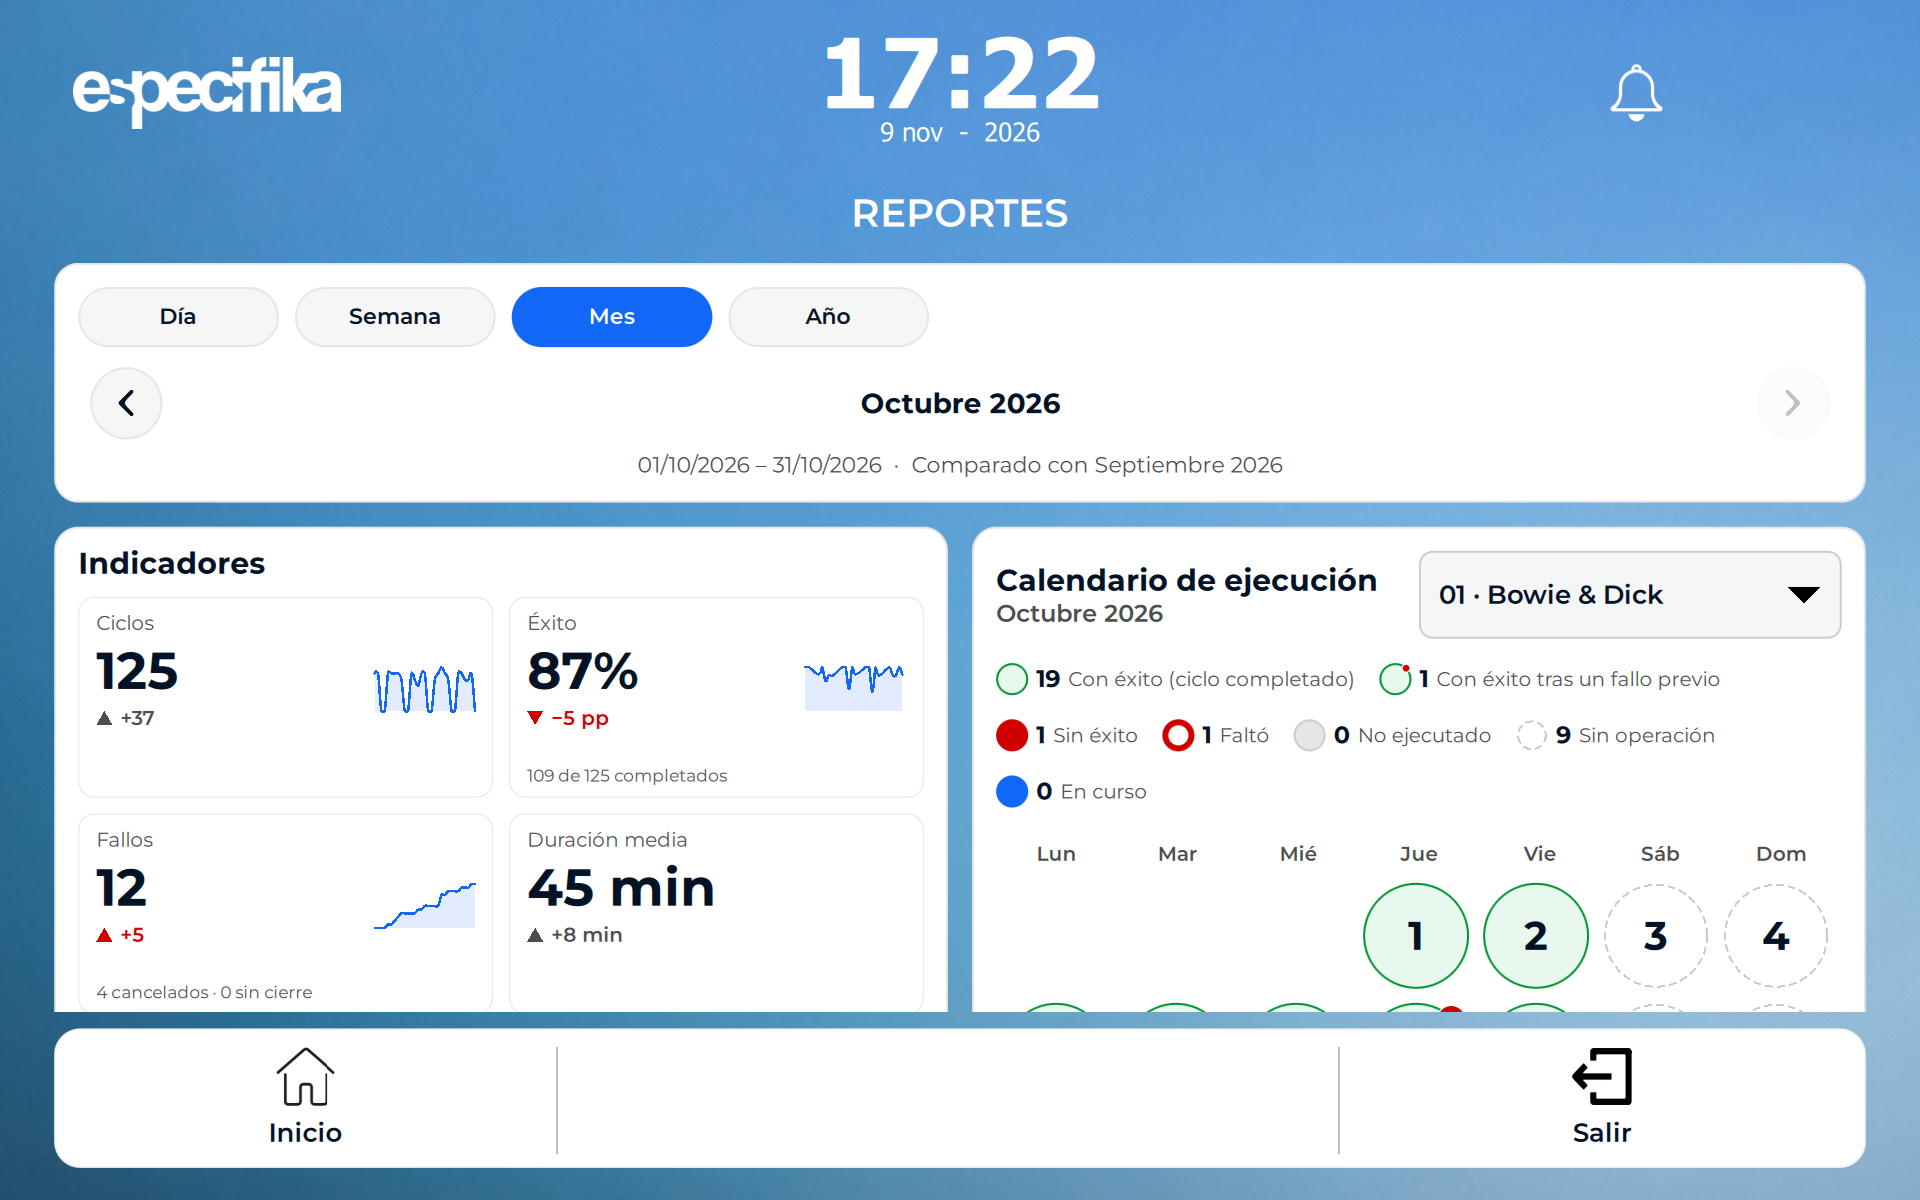 especifika
17:22
9 nov - 2026
REPORTES
Día
Semana
Mes
Año
Octubre 2026
01/10/2026 – 31/10/2026 · Comparado con Septiembre 2026
Indicadores
Ciclos
125
▲ +37
Éxito
87%
▼ −5 pp
109 de 125 completados
Fallos
12
▲ +5
4 cancelados · 0 sin cierre
Duración media
45 min
▲ +8 min
Calendario de ejecución
Octubre 2026
01 · Bowie & Dick
19 Con éxito (ciclo completado)
1 Con éxito tras un fallo previo
1 Sin éxito
1 Faltó
0 No ejecutado
9 Sin operación
0 En curso
Lun Mar Mié Jue Vie Sáb Dom
1 2 3 4
Inicio
Salir